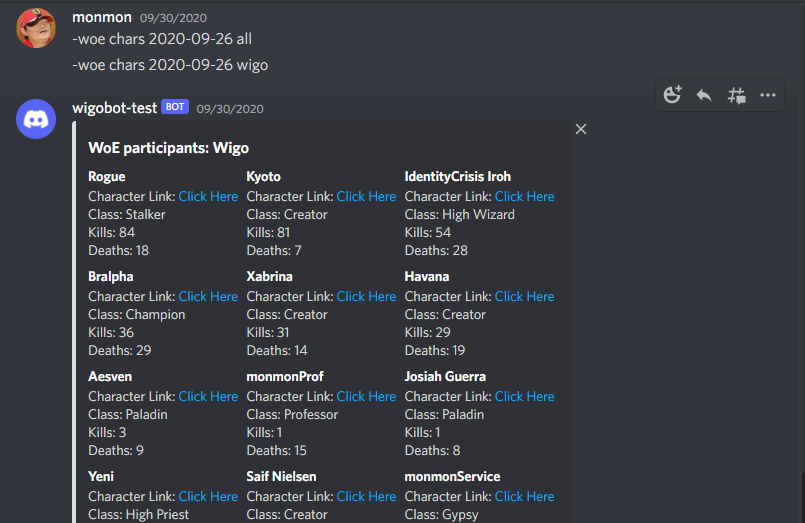 monmon 09/30/2020
-woe chars 2020-09-26 all
-woe chars 2020-09-26 wigo
wigobot-test BOT 09/30/2020
WoE participants: Wigo
Rogue Kyoto IdentityCrisis Iroh
Character Link: Click Here Character Link: Click Here Character Link: Click Here
Class: Stalker Class: Creator Class: High Wizard
Kills: 84 Kills: 81 Kills: 54
Deaths: 18 Deaths: 7 Deaths: 28
Bralpha Xabrina Havana
Character Link: Click Here Character Link: Click Here Character Link: Click Here
Class: Champion Class: Creator Class: Creator
Kills: 36 Kills: 31 Kills: 29
Deaths: 29 Deaths: 14 Deaths: 19
Aesven monmonProf Josiah Guerra
Character Link: Click Here Character Link: Click Here Character Link: Click Here
Class: Paladin Class: Professor Class: Paladin
Kills: 3 Kills: 1 Kills: 1
Deaths: 9 Deaths: 15 Deaths: 8
Yeni Saif Nielsen monmonService
Character Link: Click Here Character Link: Click Here Character Link: Click Here
Class: High Priest Class: Creator Class: Gypsy